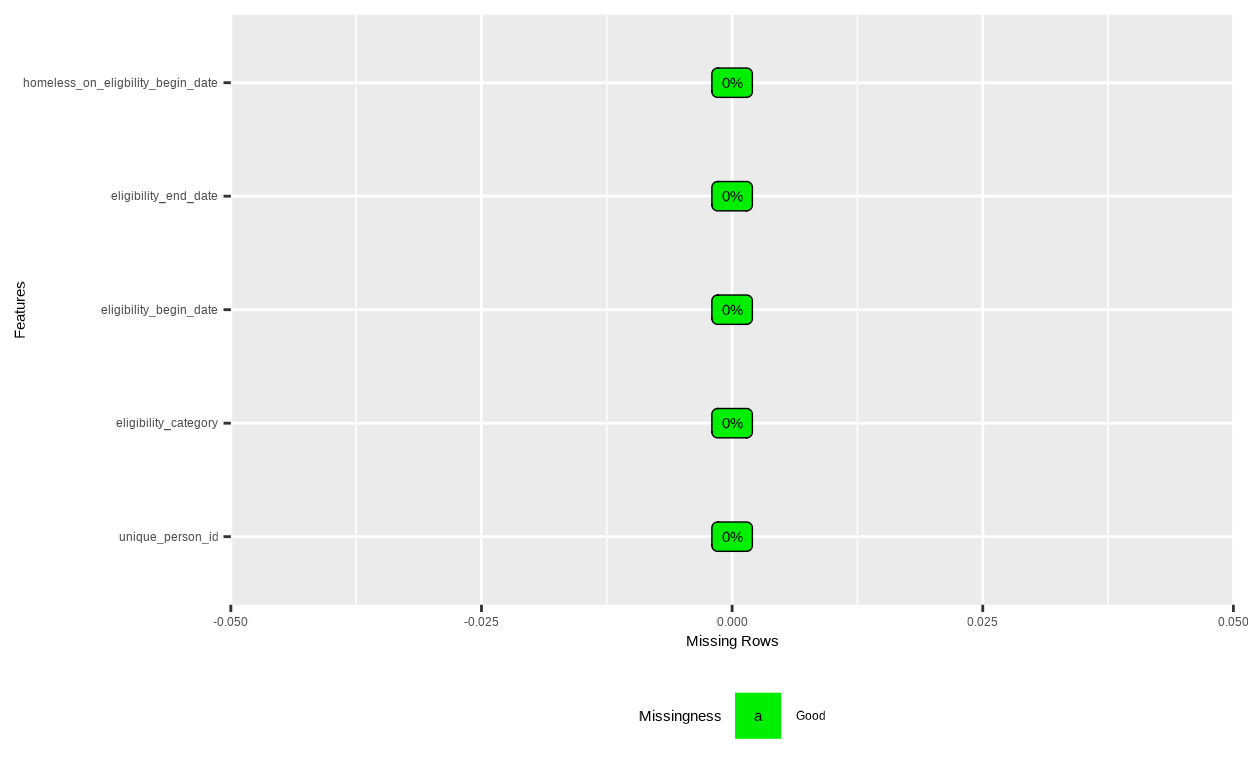 homeless_on_eligbility_begin_date
0%
eligibility_end_date
0%
eligibility_begin_date
0%
eligibility_category
0%
unique_person_id
0%
Features
-0.050 -0.025 0.000 0.025 0.050
Missing Rows
Missingness a Good